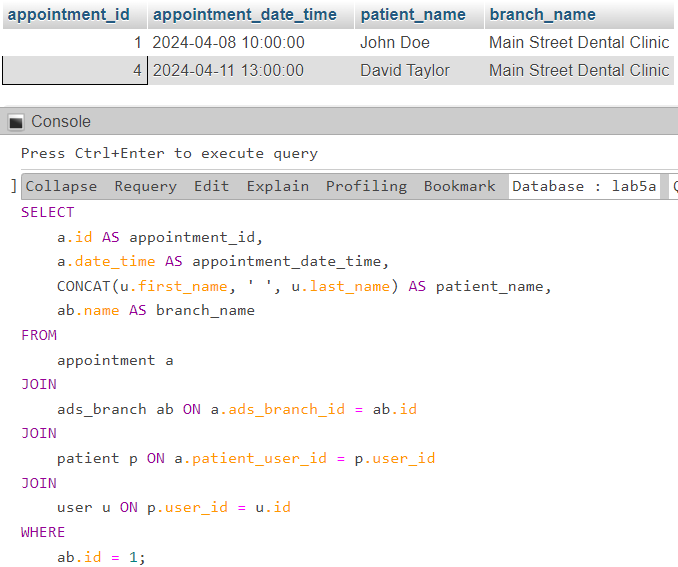 appointment_id appointment_date_time patient_name branch_name
1 2024-04-08 10:00:00 John Doe Main Street Dental Clinic
4 2024-04-11 13:00:00 David Taylor Main Street Dental Clinic
Console
Press Ctrl+Enter to execute query
] Collapse Requery Edit Explain Profiling Bookmark Database : lab5a
SELECT
    a.id AS appointment_id,
    a.date_time AS appointment_date_time,
    CONCAT(u.first_name, ' ', u.last_name) AS patient_name,
    ab.name AS branch_name
FROM
    appointment a
JOIN
    ads_branch ab ON a.ads_branch_id = ab.id
JOIN
    patient p ON a.patient_user_id = p.user_id
JOIN
    user u ON p.user_id = u.id
WHERE
    ab.id = 1;